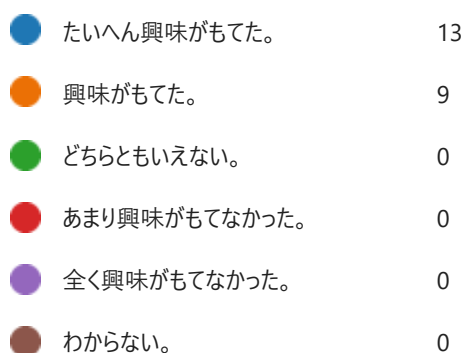 たいへん興味がもてた。 13
興味がもてた。 9
どちらともいえない。 0
あまり興味がもてなかった。 0
全く興味がもてなかった。 0
わからない。 0